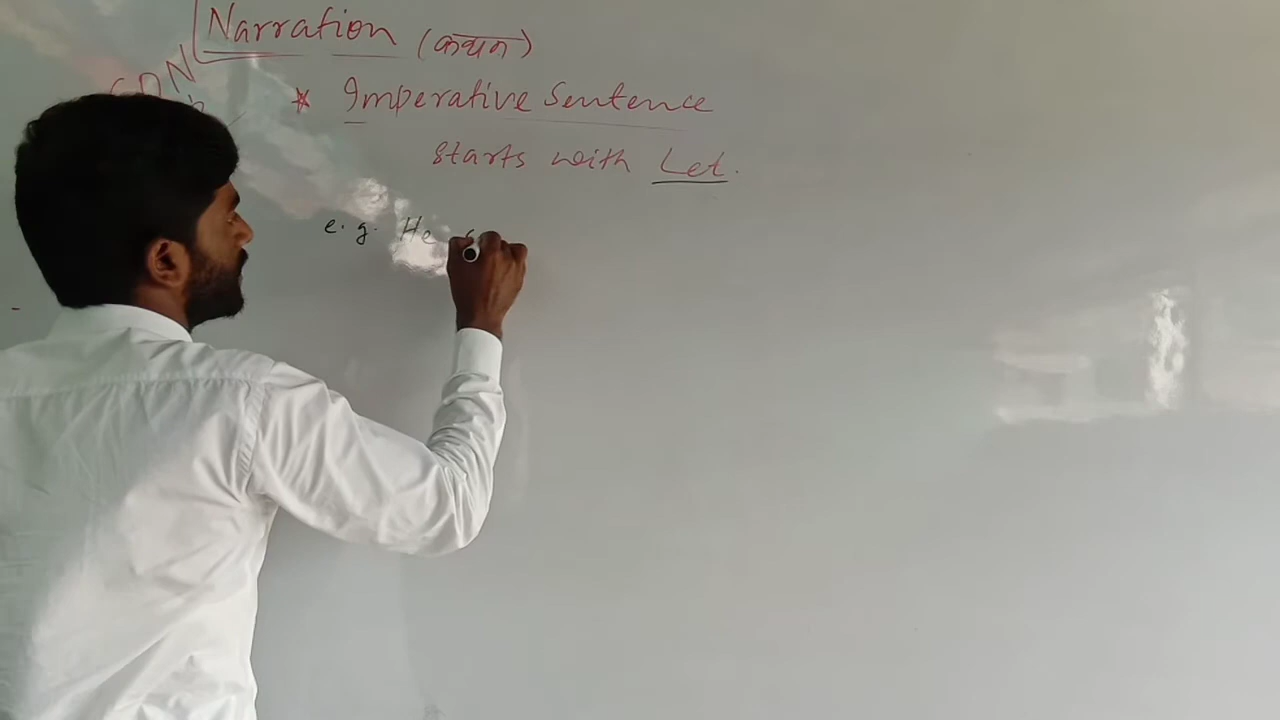 Narration (कथन)
* Imperative Sentence
starts with Let.
e.g. He